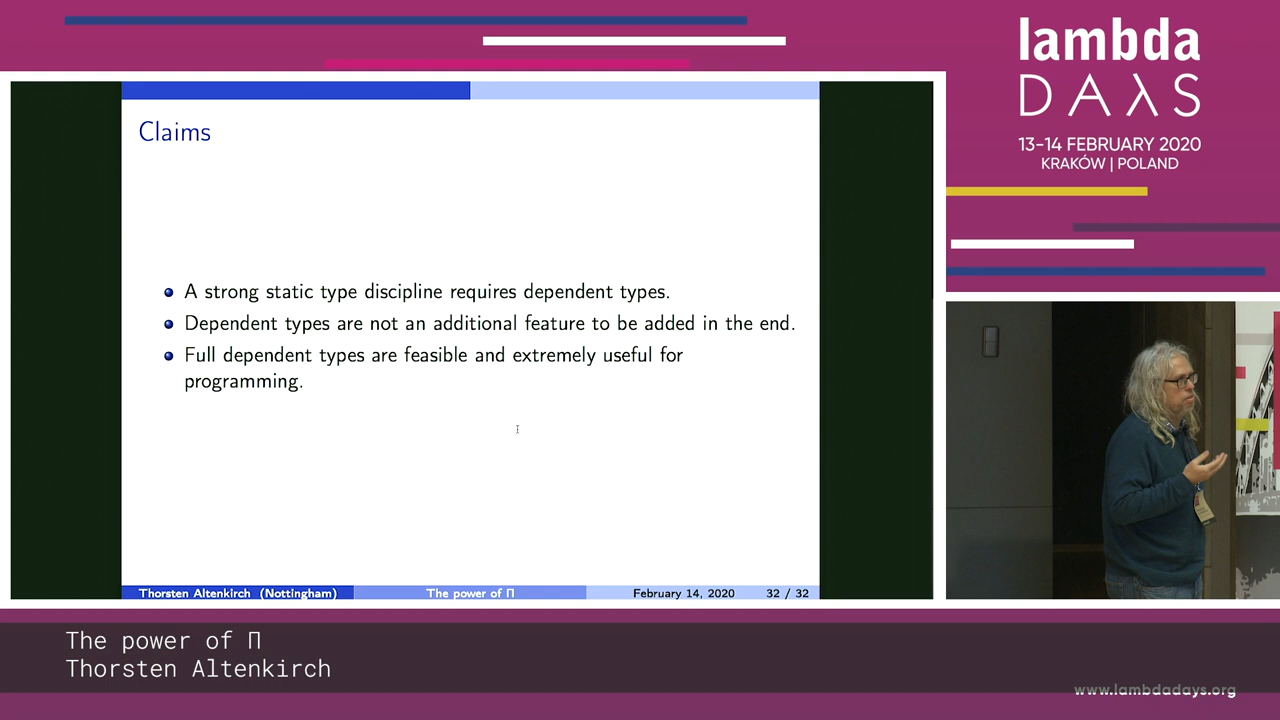 lambda
DAλS
13–14 FEBRUARY 2020
KRAKÓW | POLAND
Claims
A strong static type discipline requires dependent types.
Dependent types are not an additional feature to be added in the end.
Full dependent types are feasible and extremely useful for
programming.
Thorsten Altenkirch (Nottingham)
The power of Π
February 14, 2020
32 / 32
The power of Π
Thorsten Altenkirch
www.lambdadays.org